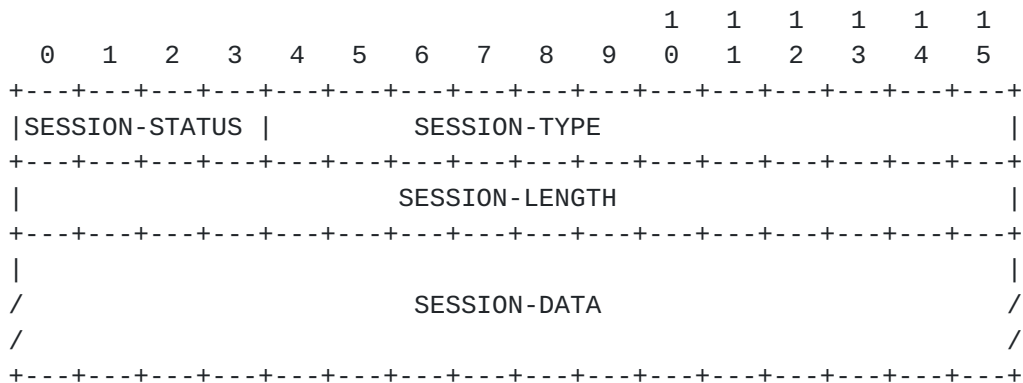 1   1   1   1   1   1
  0   1   2   3   4   5   6   7   8   9   0   1   2   3   4   5
+---+---+---+---+---+---+---+---+---+---+---+---+---+---+---+---+
|SESSION-STATUS |         SESSION-TYPE                          |
+---+---+---+---+---+---+---+---+---+---+---+---+---+---+---+---+
|                        SESSION-LENGTH                         |
+---+---+---+---+---+---+---+---+---+---+---+---+---+---+---+---+
|                                                               |
/                         SESSION-DATA                          /
/                                                               /
+---+---+---+---+---+---+---+---+---+---+---+---+---+---+---+---+